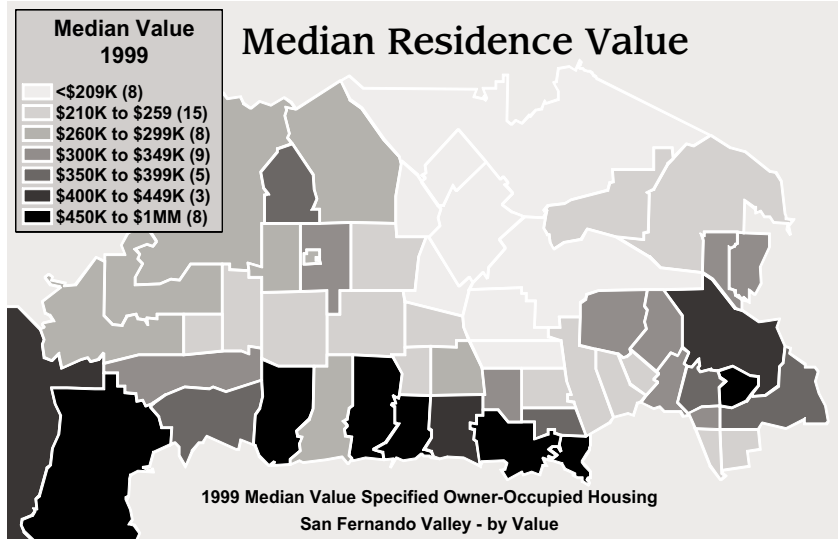 Median Residence Value
Median Value
1999
<$209K (8)
$210K to $259 (15)
$260K to $299K (8)
$300K to $349K (9)
$350K to $399K (5)
$400K to $449K (3)
$450K to $1MM (8)
1999 Median Value Specified Owner-Occupied Housing
San Fernando Valley - by Value